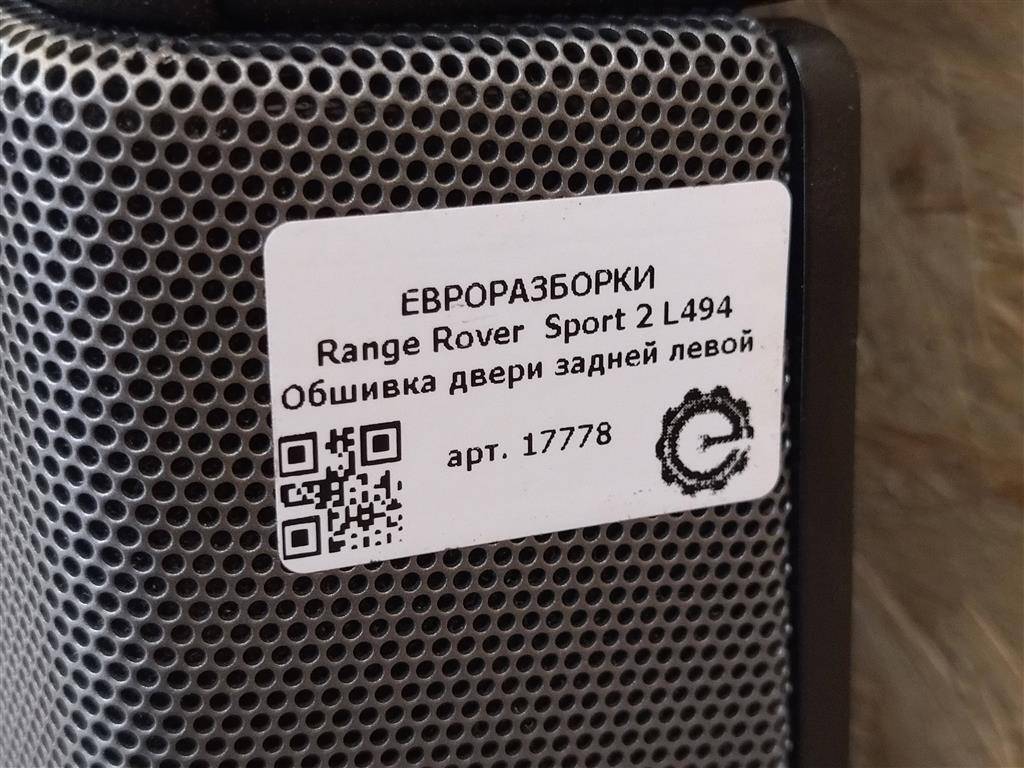 ЕВРОРАЗБОРКИ
Range Rover Sport 2 L494
Обшивка двери задней левой
арт. 17778